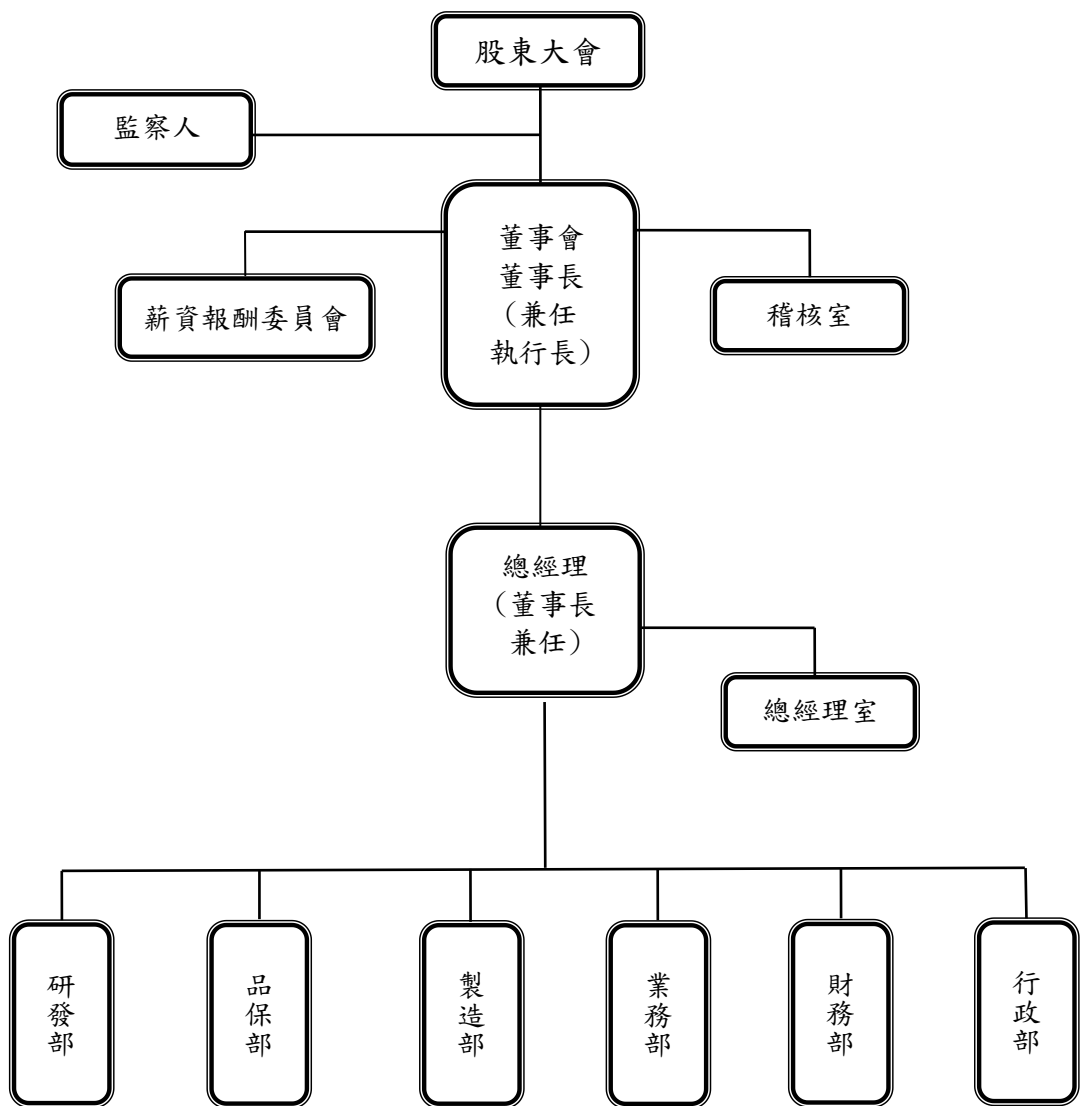 股東大會
監察人
董事會
董事長
（兼任
執行長）
薪資報酬委員會
稽核室
總經理
（董事長
兼任）
總經理室
研發部
品保部
製造部
業務部
財務部
行政部